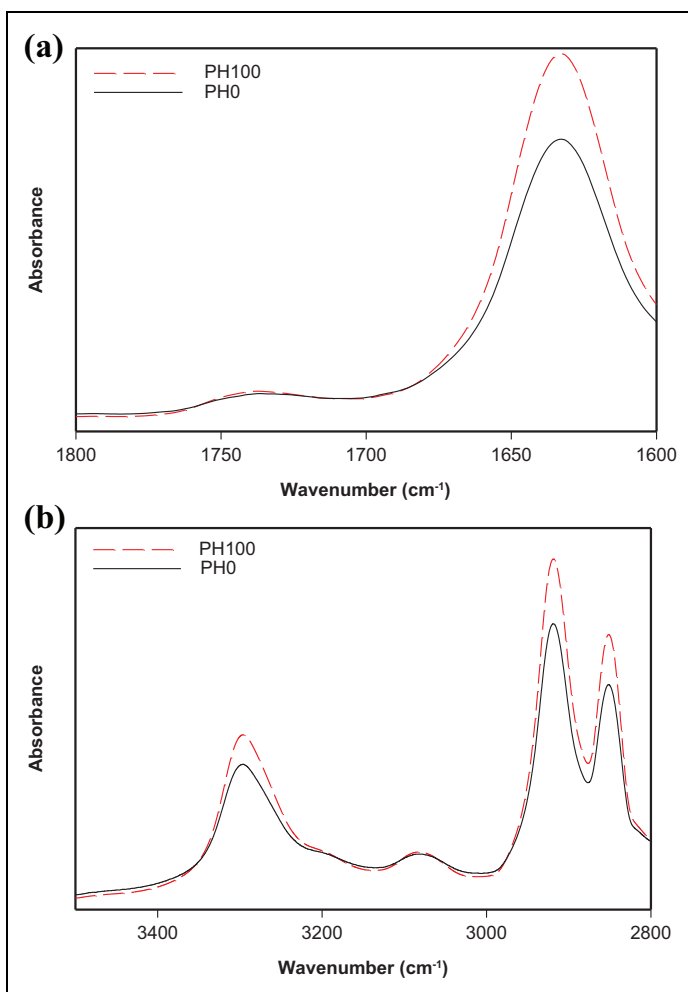 (a)
PH100
PH0
Absorbance
1800 1750 1700 1650 1600
Wavenumber (cm⁻¹)
(b)
PH100
PH0
Absorbance
3400 3200 3000 2800
Wavenumber (cm⁻¹)